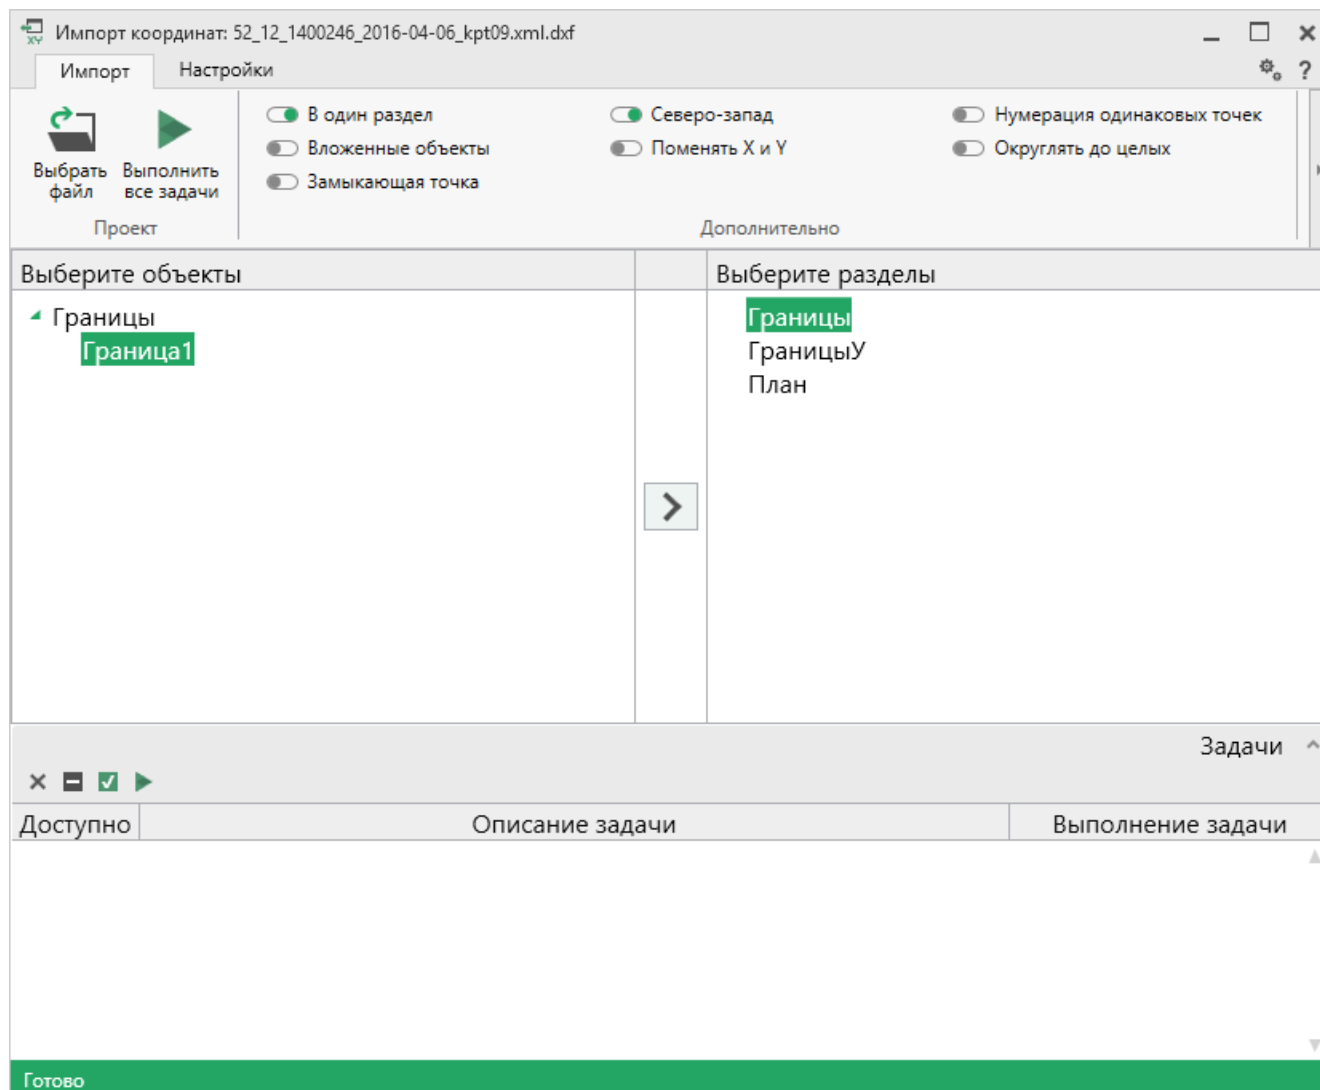 Импорт координат: 52_12_1400246_2016-04-06_kpt09.xml.dxf
Импорт Настройки
?
В один раздел Северо-запад Нумерация одинаковых точек
Вложенные объекты Поменять X и Y Округлять до целых
Замыкающая точка
Выбрать файл
Выполнить все задачи
Проект Дополнительно
Выберите объекты Выберите разделы
Границы Границы
Граница1 ГраницыУ
План
Задачи
Доступно Описание задачи Выполнение задачи
Готово